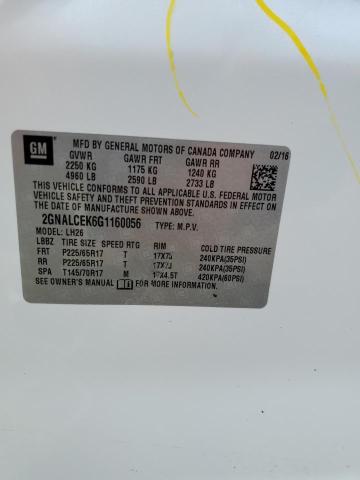 GM
MFD BY GENERAL MOTORS OF CANADA COMPANY 02/16
GVWR GAWR FRT GAWR RR
2250 KG 1175 KG 1240 KG
4960 LB 2590 LB 2733 LB
THIS VEHICLE CONFORMS TO ALL APPLICABLE U.S. FEDERAL MOTOR
VEHICLE SAFETY AND THEFT PREVENTION STANDARDS IN EFFECT ON
THE DATE OF MANUFACTURE SHOWN ABOVE.
2GNALCEK6G1160056 TYPE: M.P.V.
MODEL: LH26
LBBZ TIRE SIZE SPEED RTG RIM COLD TIRE PRESSURE
FRT P225/65R17 T 17X7J 240KPA(35PSI)
RR P225/65R17 T 17X7J 240KPA(35PSI)
SPA T145/70R17 M 17X4.5T 420KPA(60PSI)
SEE OWNER'S MANUAL FOR MORE INFORMATION.